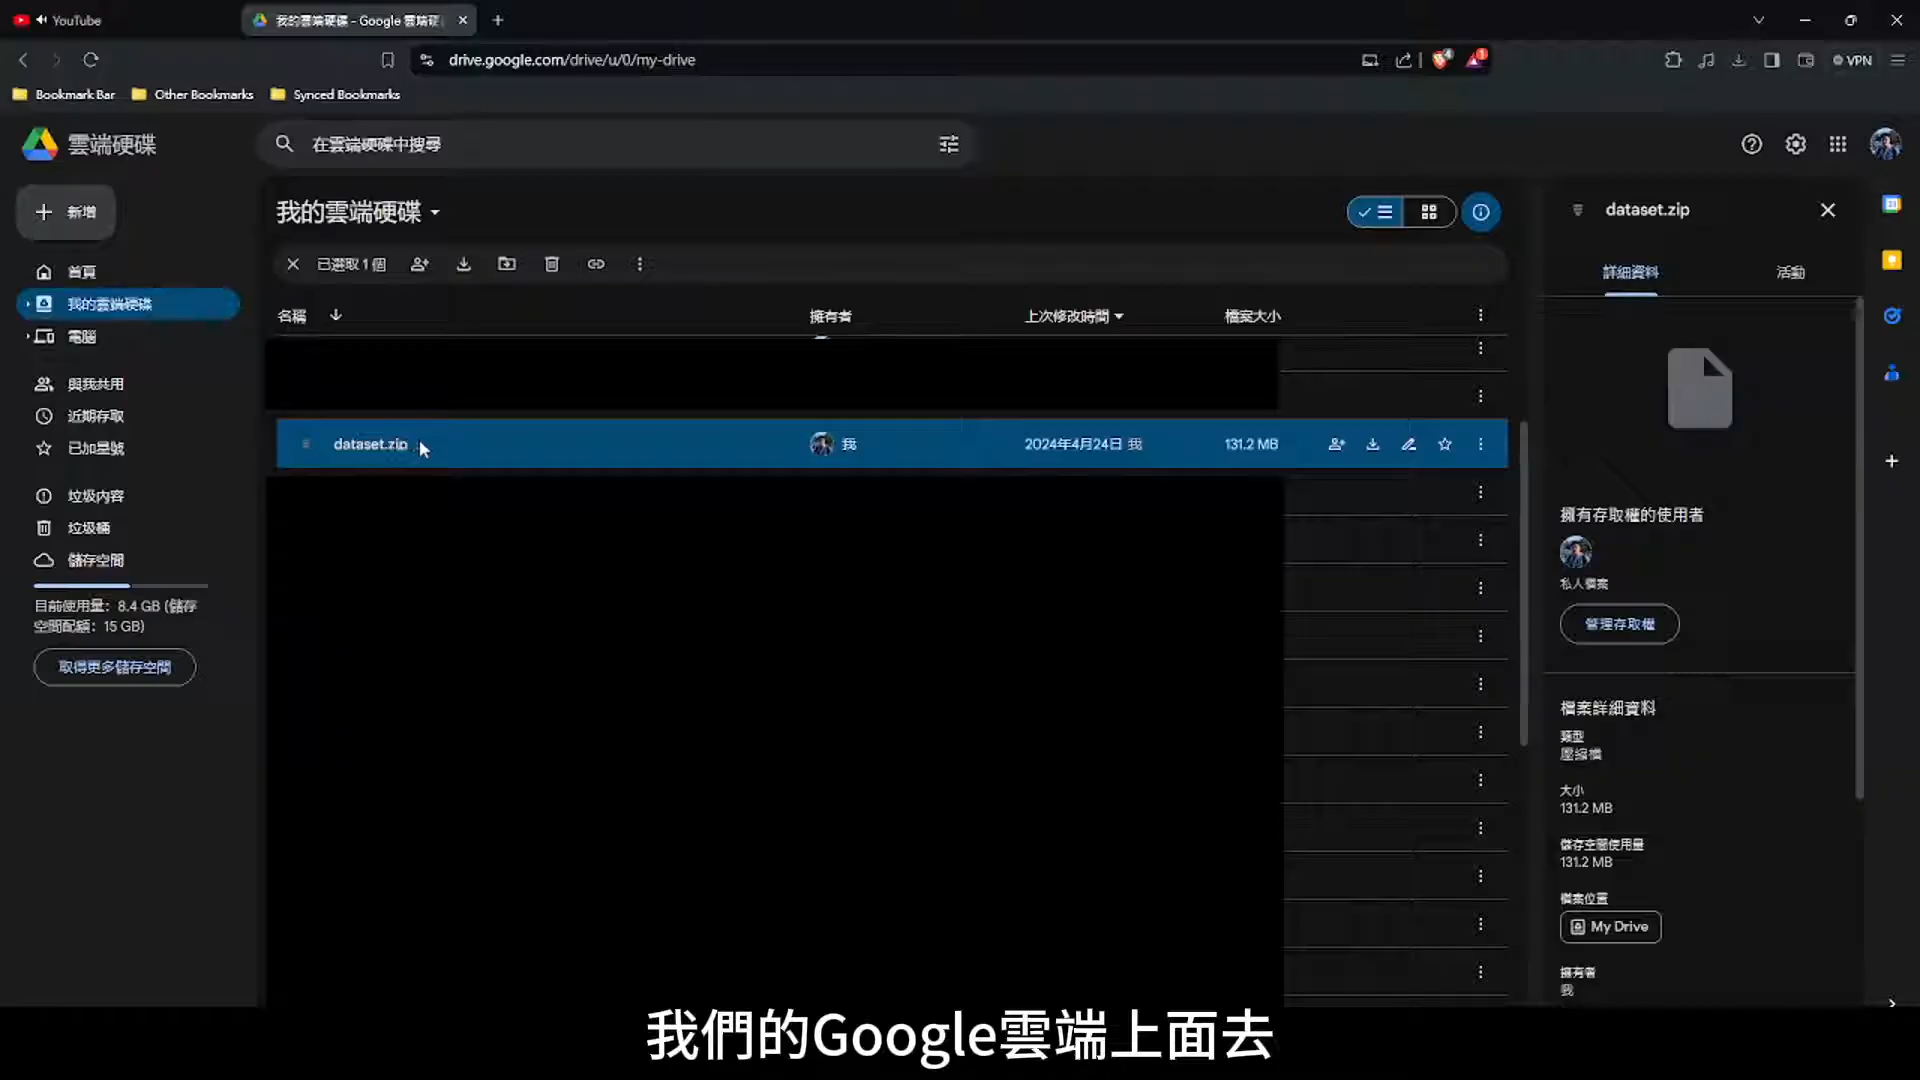 YouTube
我的雲端硬碟 - Google 雲端硬
drive.google.com/drive/u/0/my-drive
4
1
VPN
Bookmark Bar
Other Bookmarks
Synced Bookmarks
雲端硬碟
在雲端硬碟中搜尋
新增
首頁
我的雲端硬碟
電腦
與我共用
近期存取
已加星號
垃圾內容
垃圾桶
儲存空間
目前使用量：8.4 GB (儲存
空間配額：15 GB)
取得更多儲存空間
我的雲端硬碟
已選取 1 個
名稱
擁有者
上次修改時間
檔案大小
dataset.zip
我
2024年4月24日 我
131.2 MB
dataset.zip
詳細資料
活動
擁有存取權的使用者
私人檔案
管理存取權
檔案詳細資料
類型
壓縮檔
大小
131.2 MB
儲存空間使用量
131.2 MB
檔案位置
My Drive
擁有者
我
31
我們的Google雲端上面去